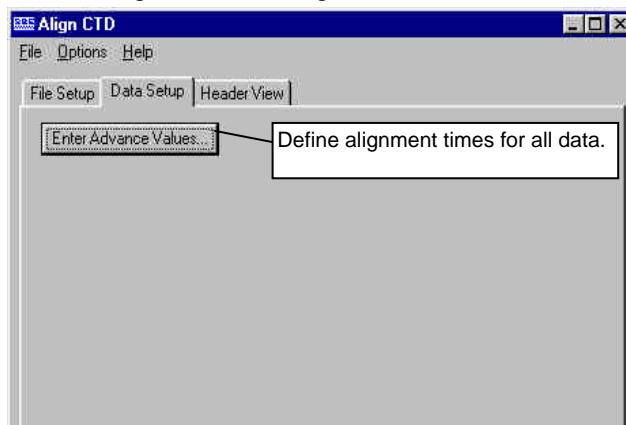 SBE Align CTD
File Options Help
File Setup Data Setup Header View
Enter Advance Values...
Define alignment times for all data.